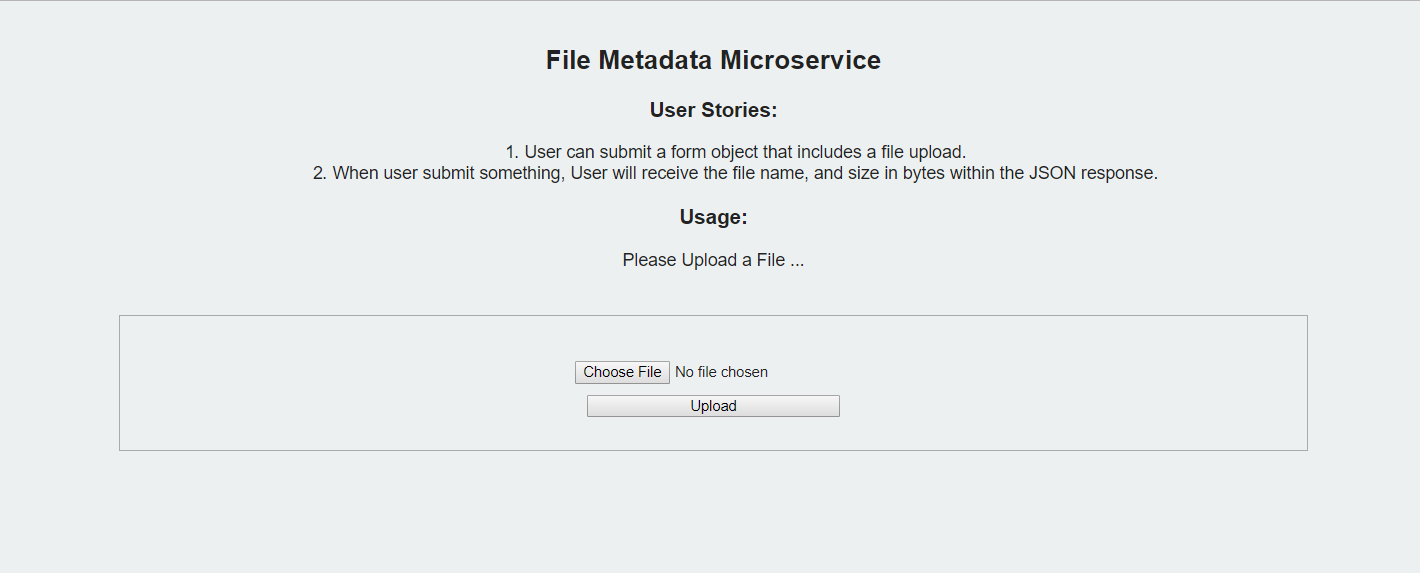 File Metadata Microservice
User Stories:
1. User can submit a form object that includes a file upload.
2. When user submit something, User will receive the file name, and size in bytes within the JSON response.
Usage:
Please Upload a File ...
Choose File No file chosen
Upload